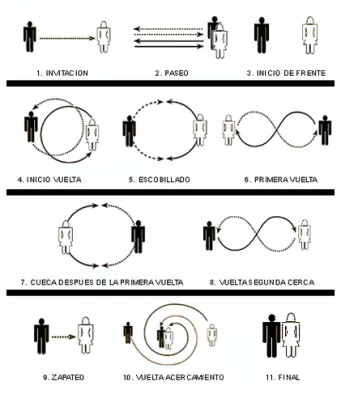 1. INVITACION
2. PASEO
3. INICIO DE FRENTE
4. INICIO VUELTA
5. ESCOBILLADO
6. PRIMERA VUELTA
7. CUECA DESPUES DE LA PRIMERA VUELTA
8. VUELTA SEGUNDA CERCA
9. ZAPATEO
10. VUELTA ACERCAMIENTO
11. FINAL